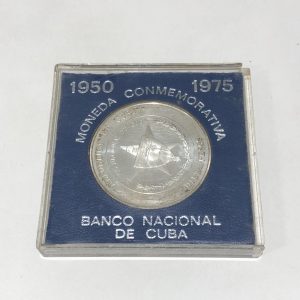 1950 1975
MONEDA CONMEMORATIVA
BANCO NACIONAL
DE CUBA